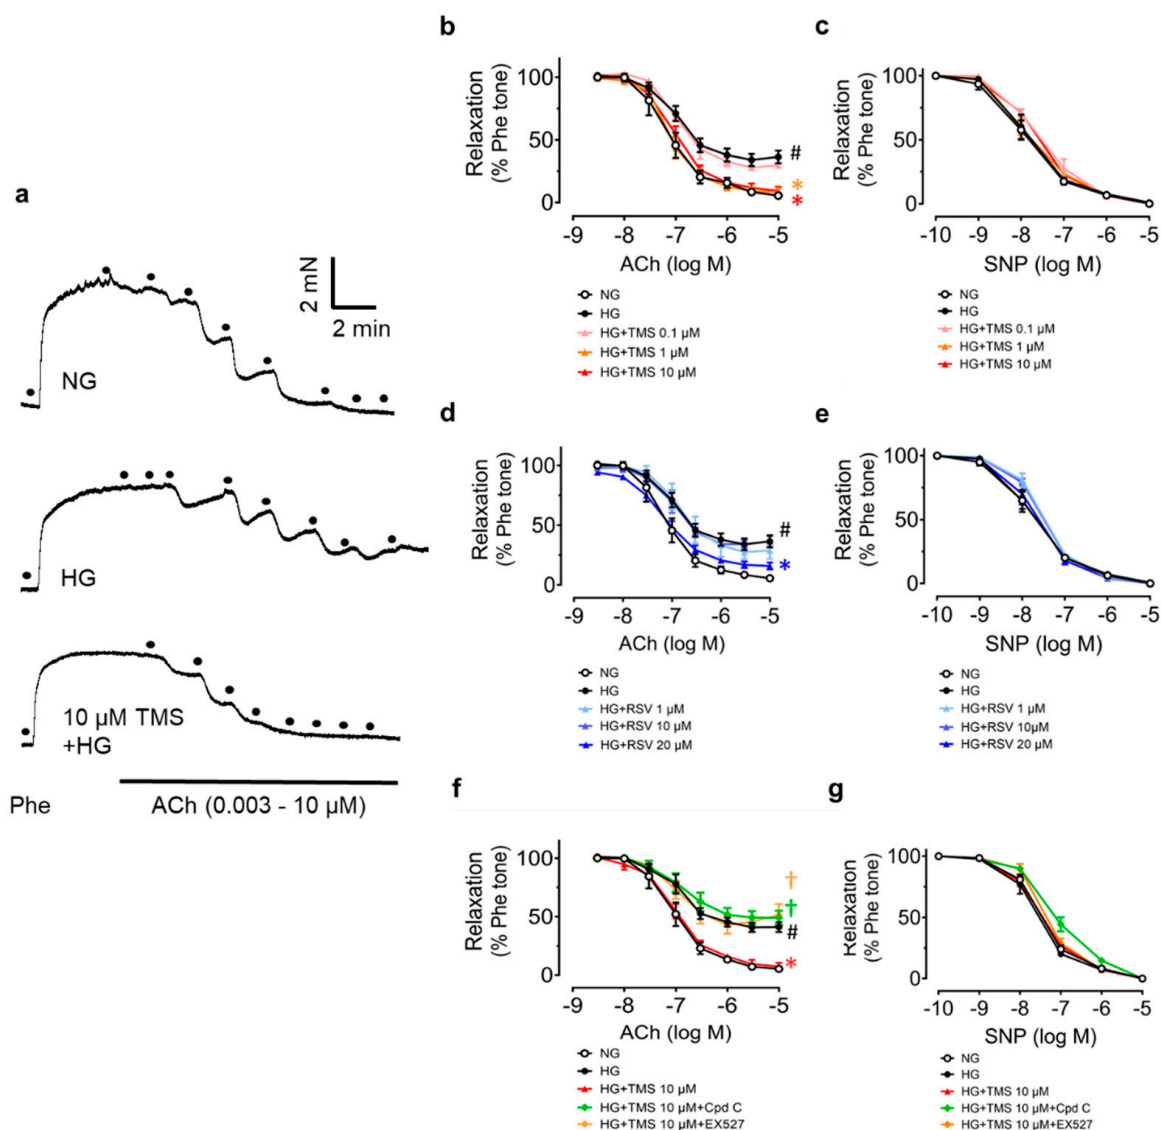 a
2 mN
2 min
NG
HG
10 µM TMS
+HG
Phe
ACh (0.003 - 10 µM)
b
Relaxation
(% Phe tone)
100
50
0
-9
-8
-7
-6
-5
ACh (log M)
#
*
*
NG
HG
HG+TMS 0.1 µM
HG+TMS 1 µM
HG+TMS 10 µM
c
Relaxation
(% Phe tone)
100
50
0
-10
-9
-8
-7
-6
-5
SNP (log M)
NG
HG
HG+TMS 0.1 µM
HG+TMS 1 µM
HG+TMS 10 µM
d
Relaxation
(% Phe tone)
100
50
0
-9
-8
-7
-6
-5
ACh (log M)
#
*
NG
HG
HG+RSV 1 µM
HG+RSV 10 µM
HG+RSV 20 µM
e
Relaxation
(% Phe tone)
100
50
0
-10
-9
-8
-7
-6
-5
SNP (log M)
NG
HG
HG+RSV 1 µM
HG+RSV 10µM
HG+RSV 20 µM
f
Relaxation
(% Phe tone)
100
50
0
-9
-8
-7
-6
-5
ACh (log M)
†
†
#
*
NG
HG
HG+TMS 10 µM
HG+TMS 10 µM+Cpd C
HG+TMS 10 µM+EX527
g
Relaxation
(% Phe tone)
100
50
0
-10
-9
-8
-7
-6
-5
SNP (log M)
NG
HG
HG+TMS 10 µM
HG+TMS 10 µM+Cpd C
HG+TMS 10 µM+EX527